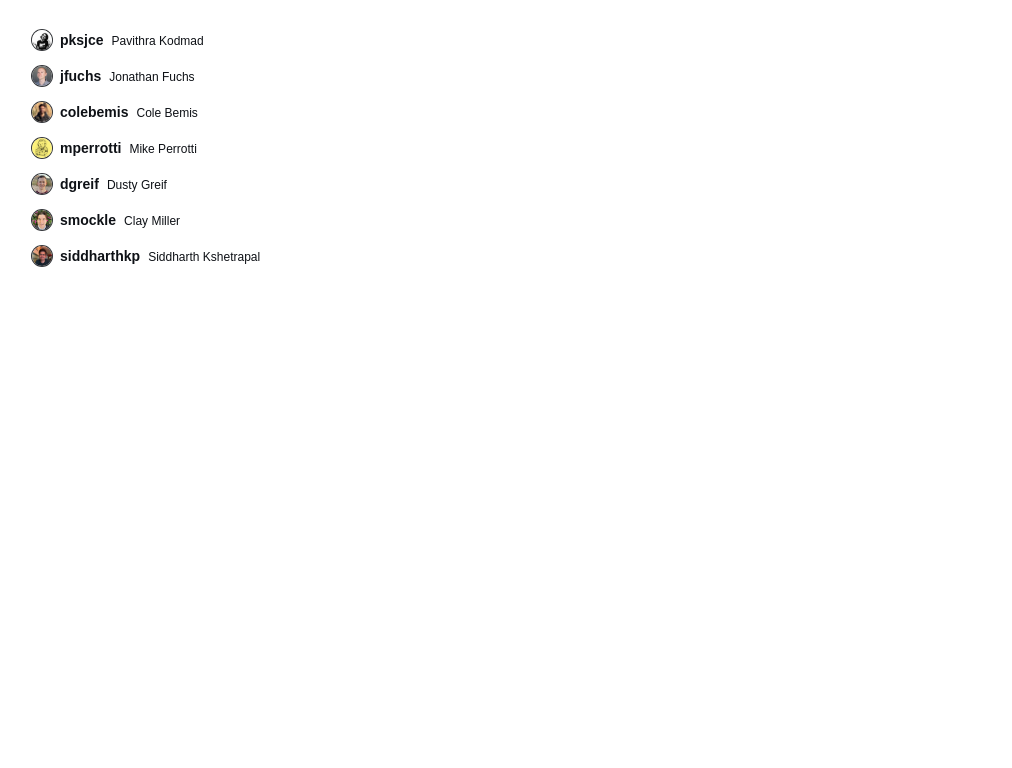 pksjce Pavithra Kodmad
jfuchs Jonathan Fuchs
colebemis Cole Bemis
mperrotti Mike Perrotti
dgreif Dusty Greif
smockle Clay Miller
siddharthkp Siddharth Kshetrapal